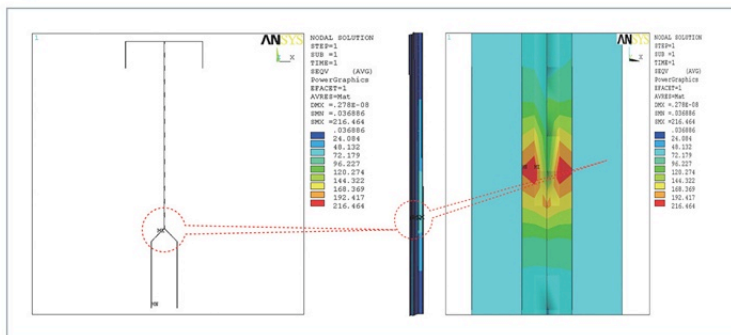 1
ANSYS
X
NODAL SOLUTION
STEP=1
SUB =1
TIME=1
SEQV (AVG)
PowerGraphics
EFACET=1
AVRES=Mat
DMX =.278E-08
SMN =.036886
SMX =216.464
.036886
24.084
48.132
72.179
96.227
120.274
144.322
168.369
192.417
216.464
MX
MN
1
ANSYS
X
NODAL SOLUTION
STEP=1
SUB =1
TIME=1
SEQV (AVG)
PowerGraphics
EFACET=1
AVRES=Mat
DMX =.278E-08
SMN =.036886
SMX =216.464
.036886
24.084
48.132
72.179
96.227
120.274
144.322
168.369
192.417
216.464